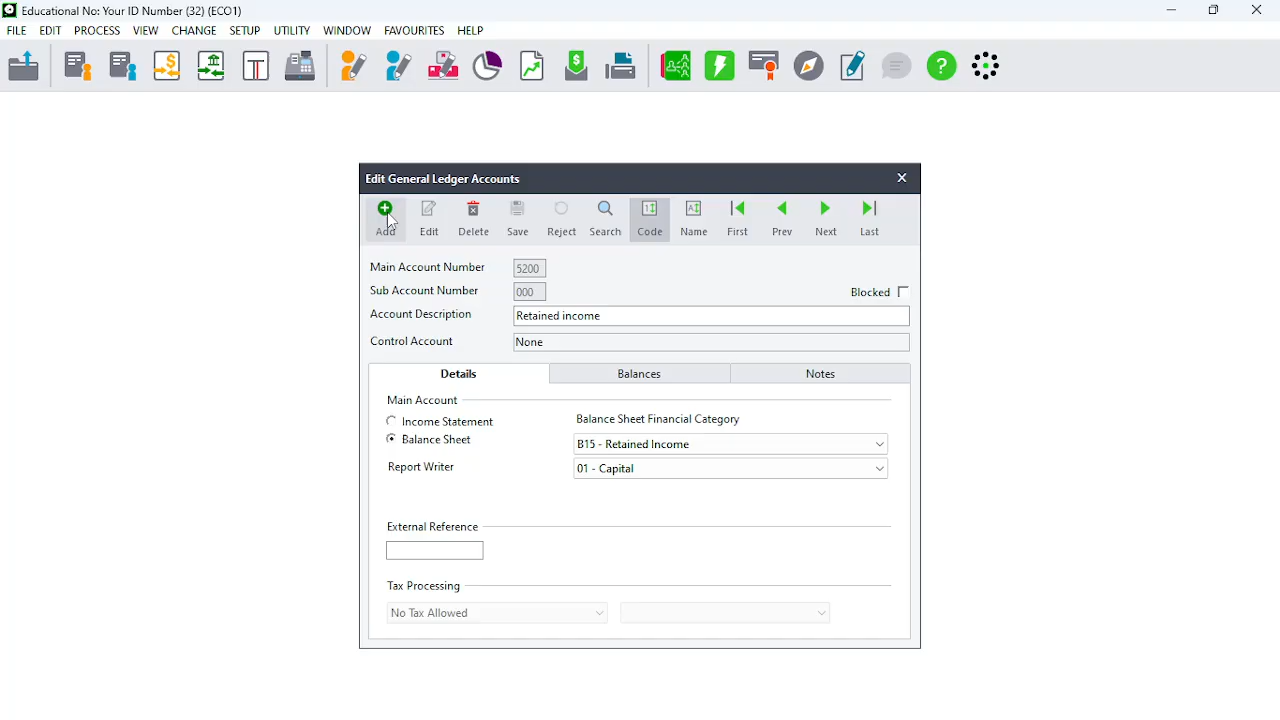 Educational No: Your ID Number (32) (ECO1)
FILE EDIT PROCESS VIEW CHANGE SETUP UTILITY WINDOW FAVOURITES HELP
Edit General Ledger Accounts
Add Edit Delete Save Reject Search Code Name First Prev Next Last
Main Account Number 5200
Sub Account Number 000 Blocked
Account Description Retained income
Control Account None
Details Balances Notes
Main Account
Income Statement Balance Sheet Financial Category
Balance Sheet B15 - Retained Income
Report Writer 01 - Capital
External Reference
Tax Processing
No Tax Allowed